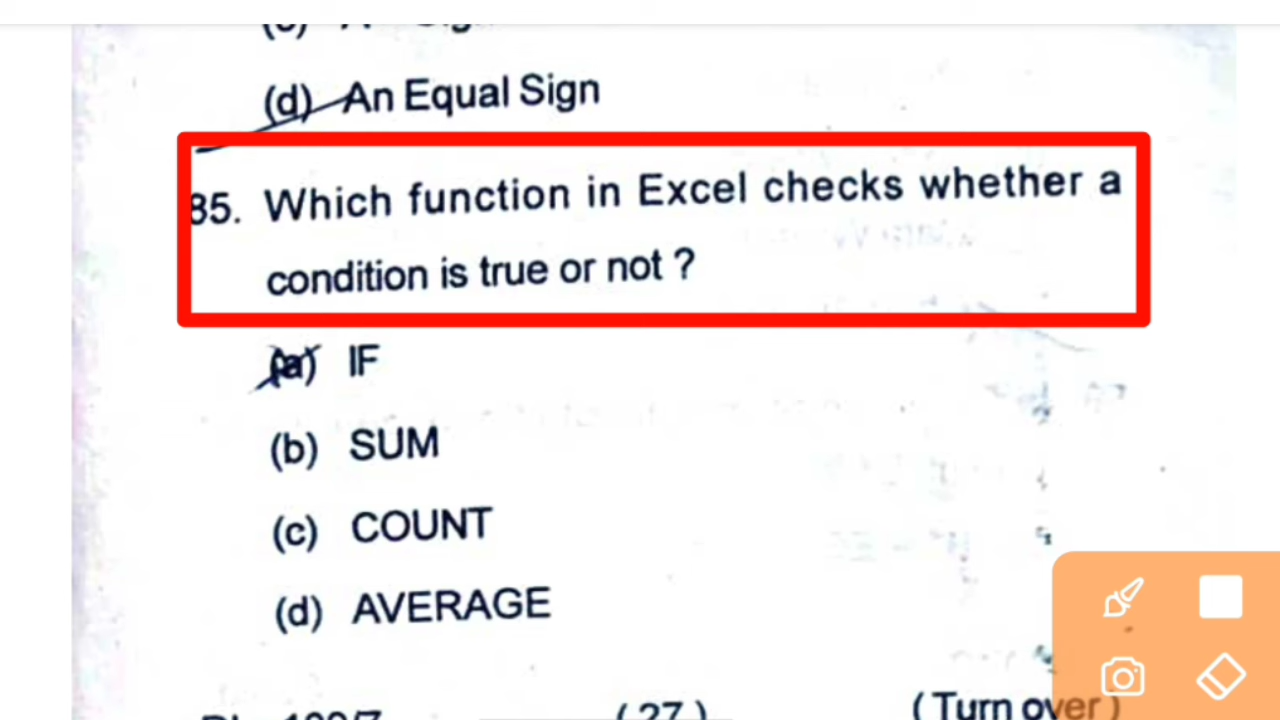 (d) An Equal Sign
85. Which function in Excel checks whether a
condition is true or not ?
(a) IF
(b) SUM
(c) COUNT
(d) AVERAGE
( 27 )
( Turn over )